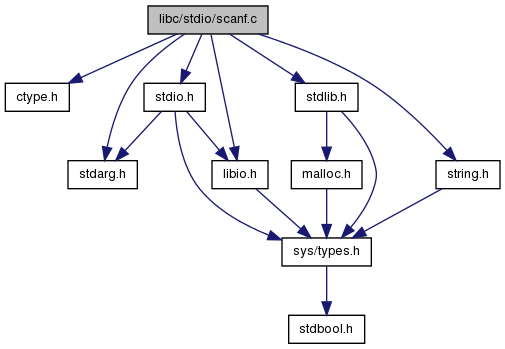 libc/stdio/scanf.c
ctype.h
stdio.h
stdlib.h
stdarg.h
libio.h
malloc.h
string.h
sys/types.h
stdbool.h